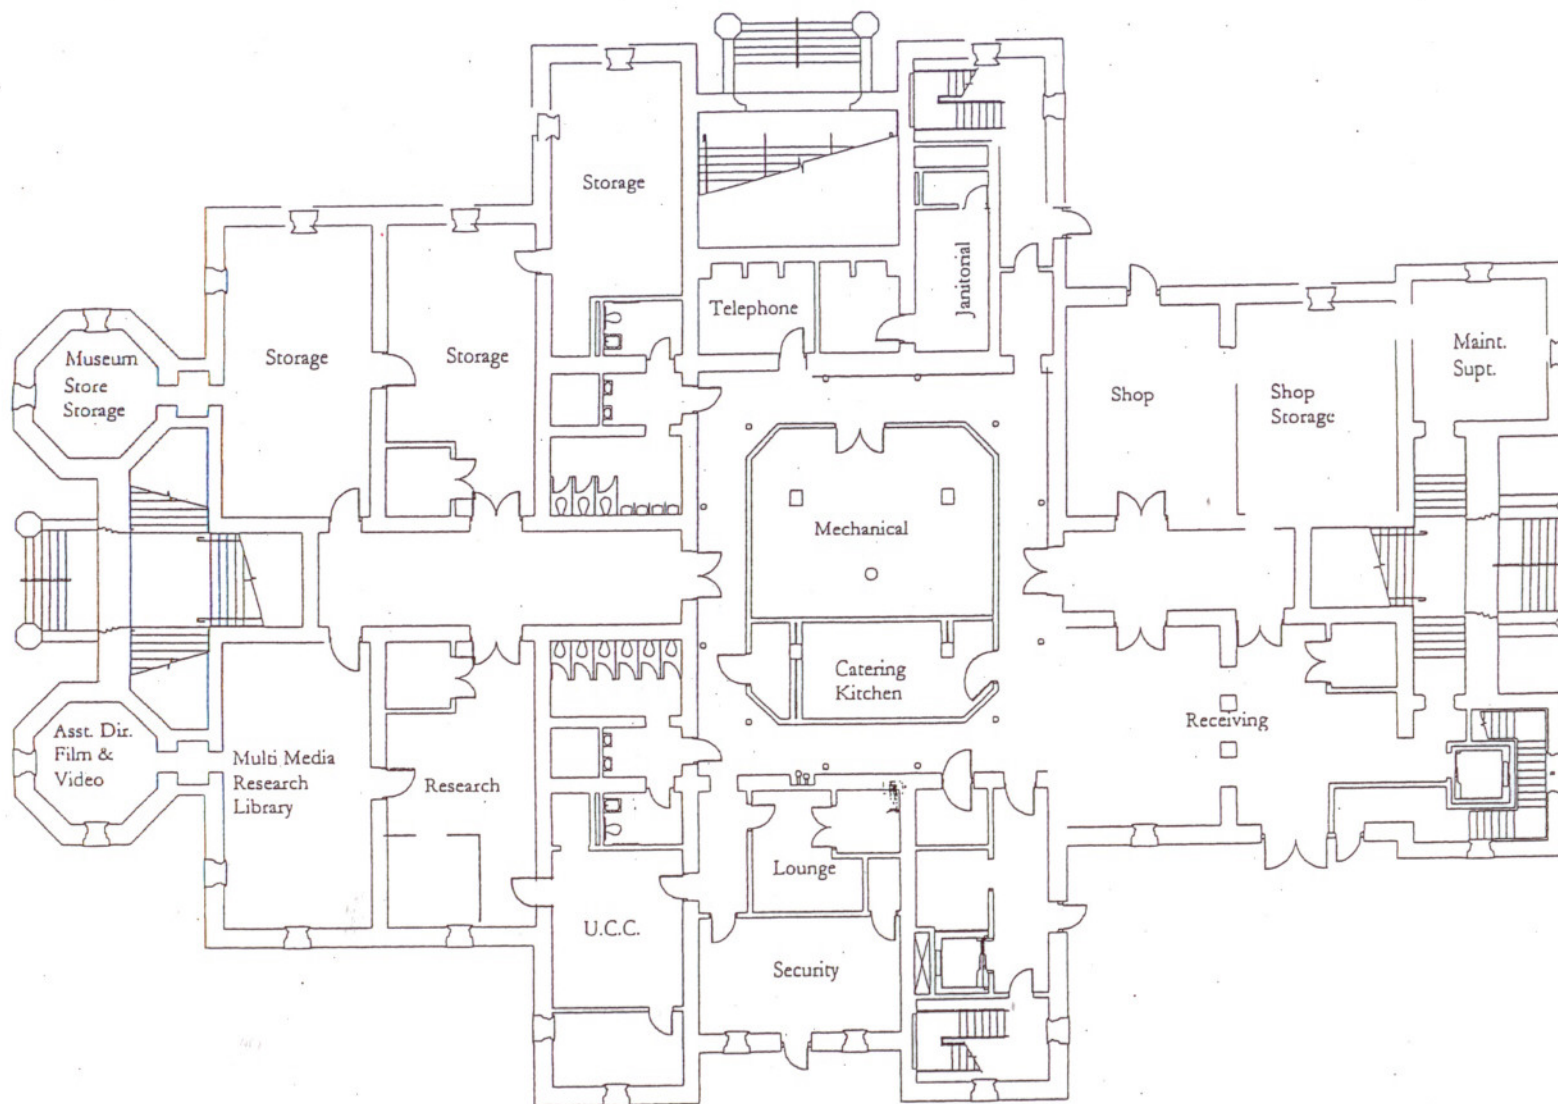 Storage
Museum
Store
Storage
Storage
Storage
Telephone
Janitorial
Shop
Shop
Storage
Maint.
Supt.
Mechanical
Catering
Kitchen
Asst. Dir.
Film &
Video
Multi Media
Research
Library
Research
Receiving
Lounge
U.C.C.
Security